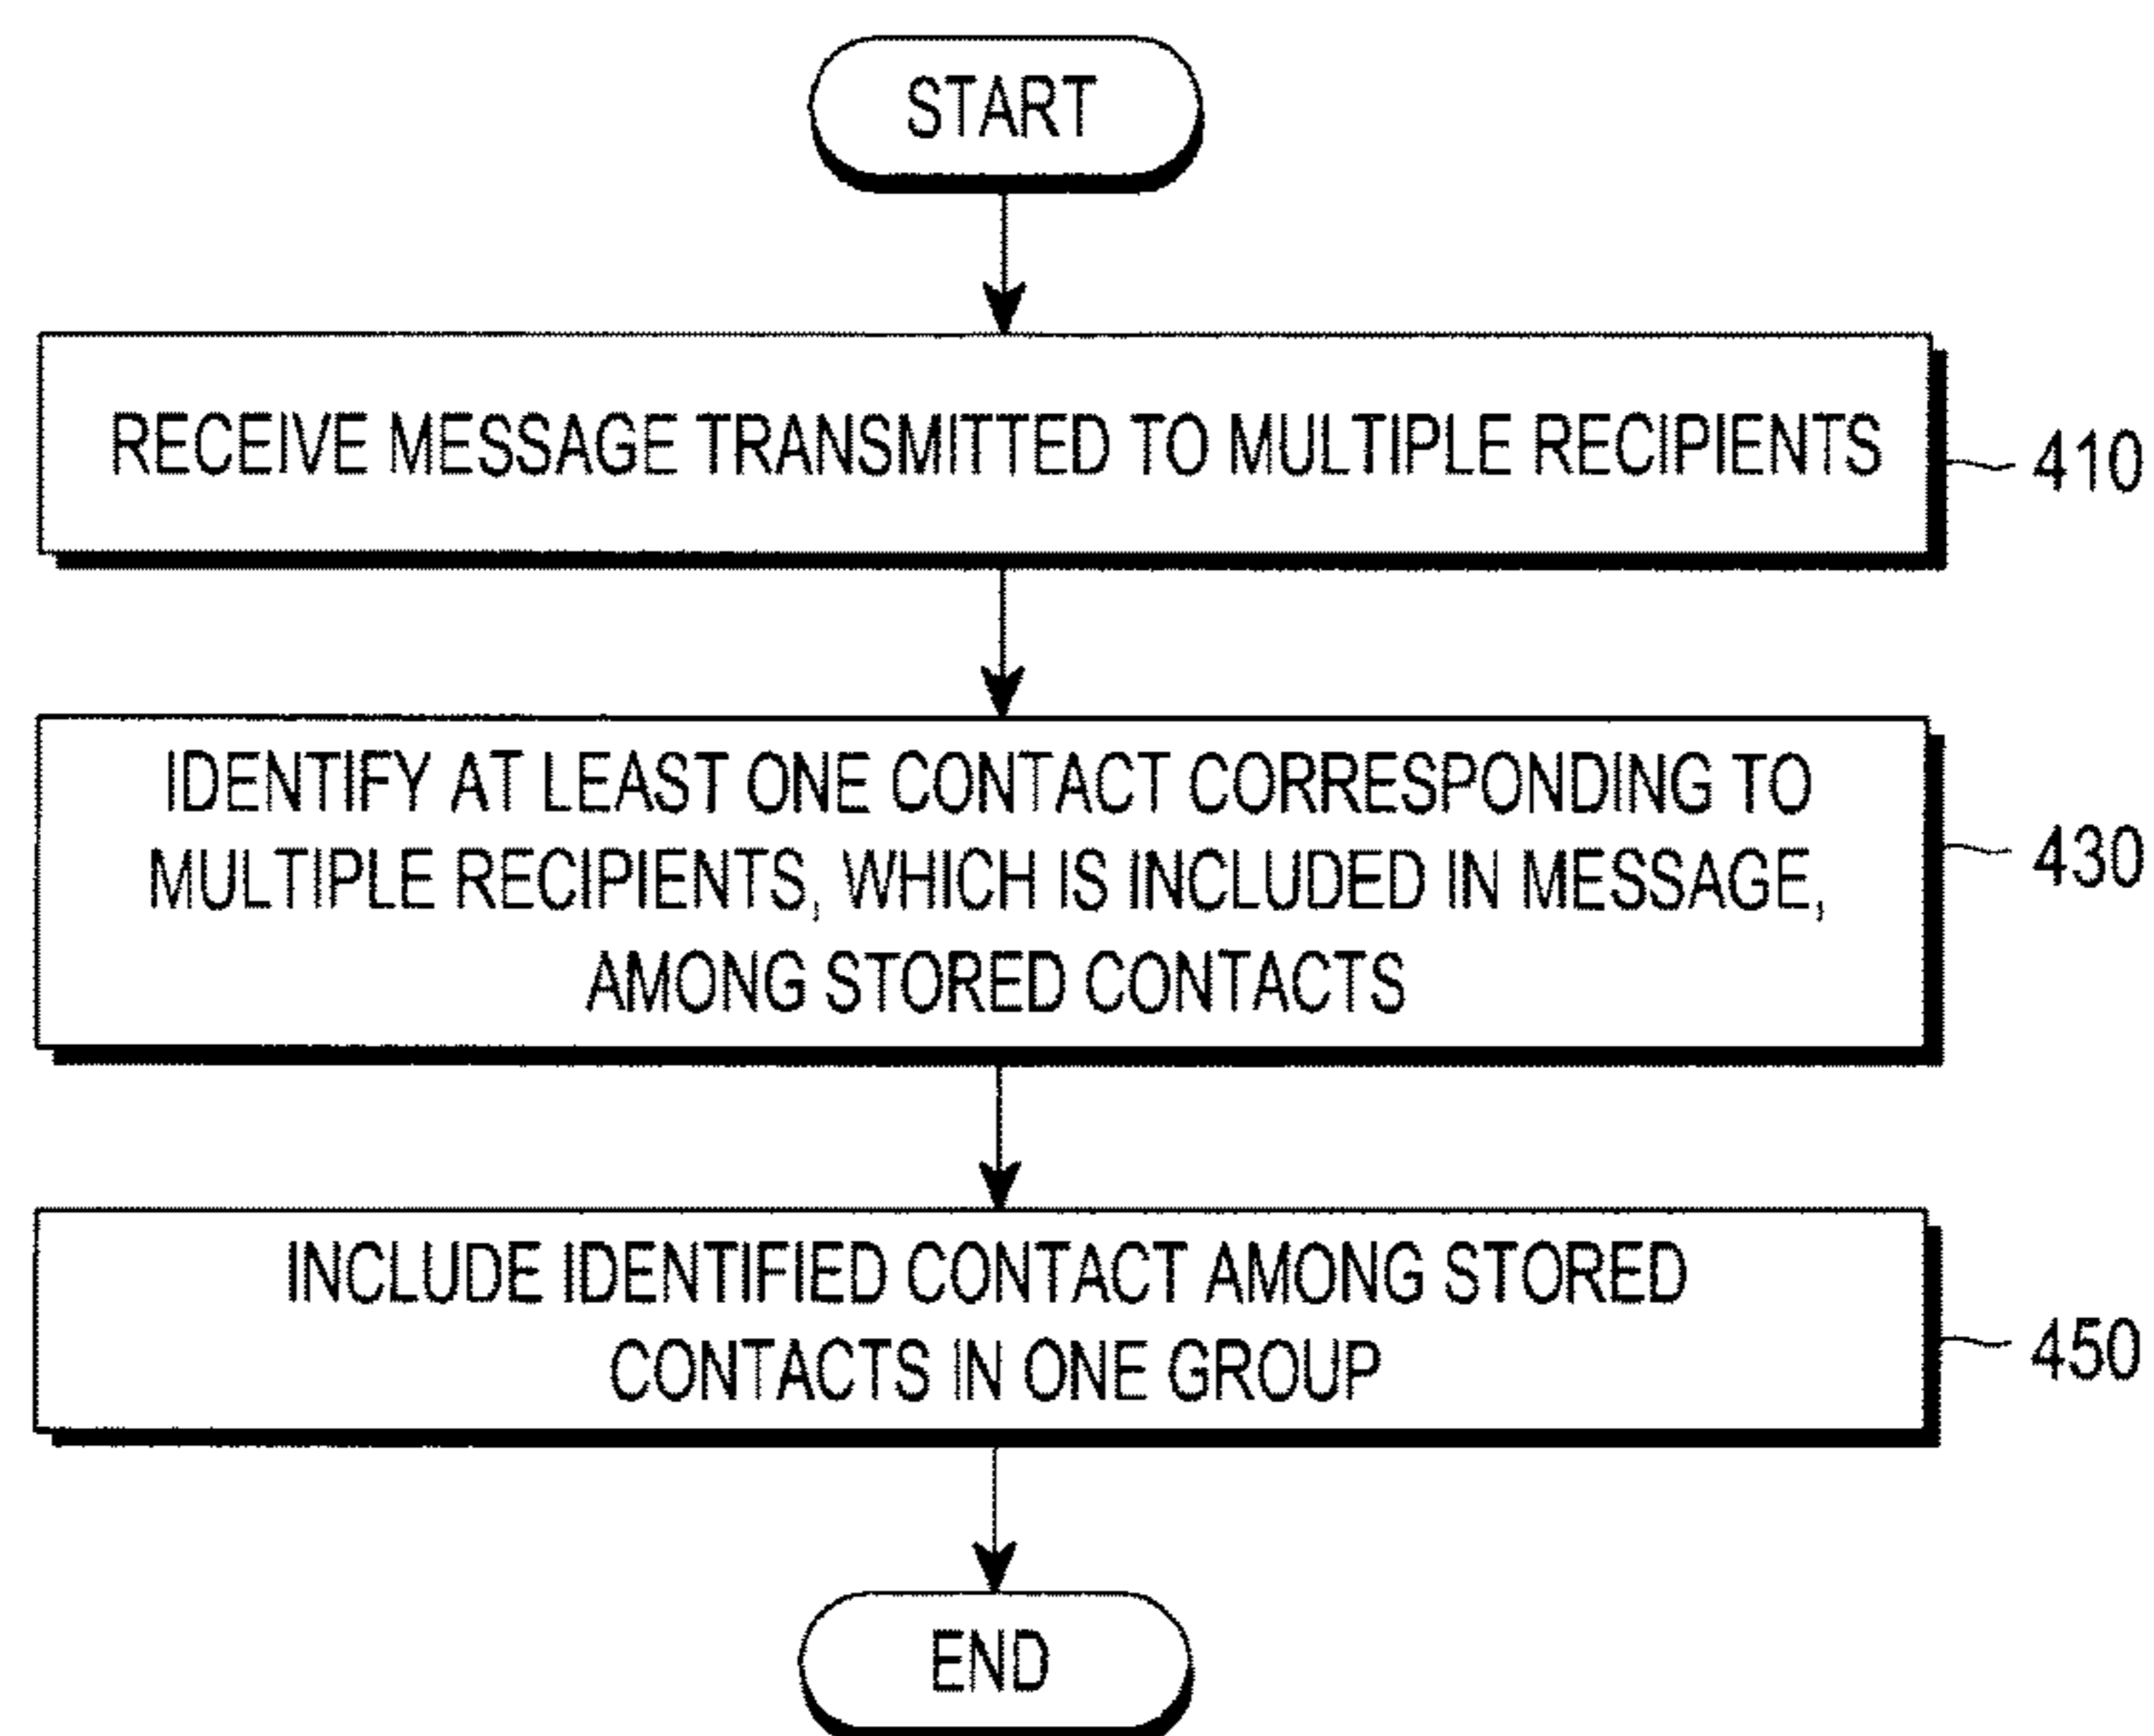 START
RECEIVE MESSAGE TRANSMITTED TO MULTIPLE RECIPIENTS
410
IDENTIFY AT LEAST ONE CONTACT CORRESPONDING TO
MULTIPLE RECIPIENTS, WHICH IS INCLUDED IN MESSAGE,
AMONG STORED CONTACTS
430
INCLUDE IDENTIFIED CONTACT AMONG STORED
CONTACTS IN ONE GROUP
450
END